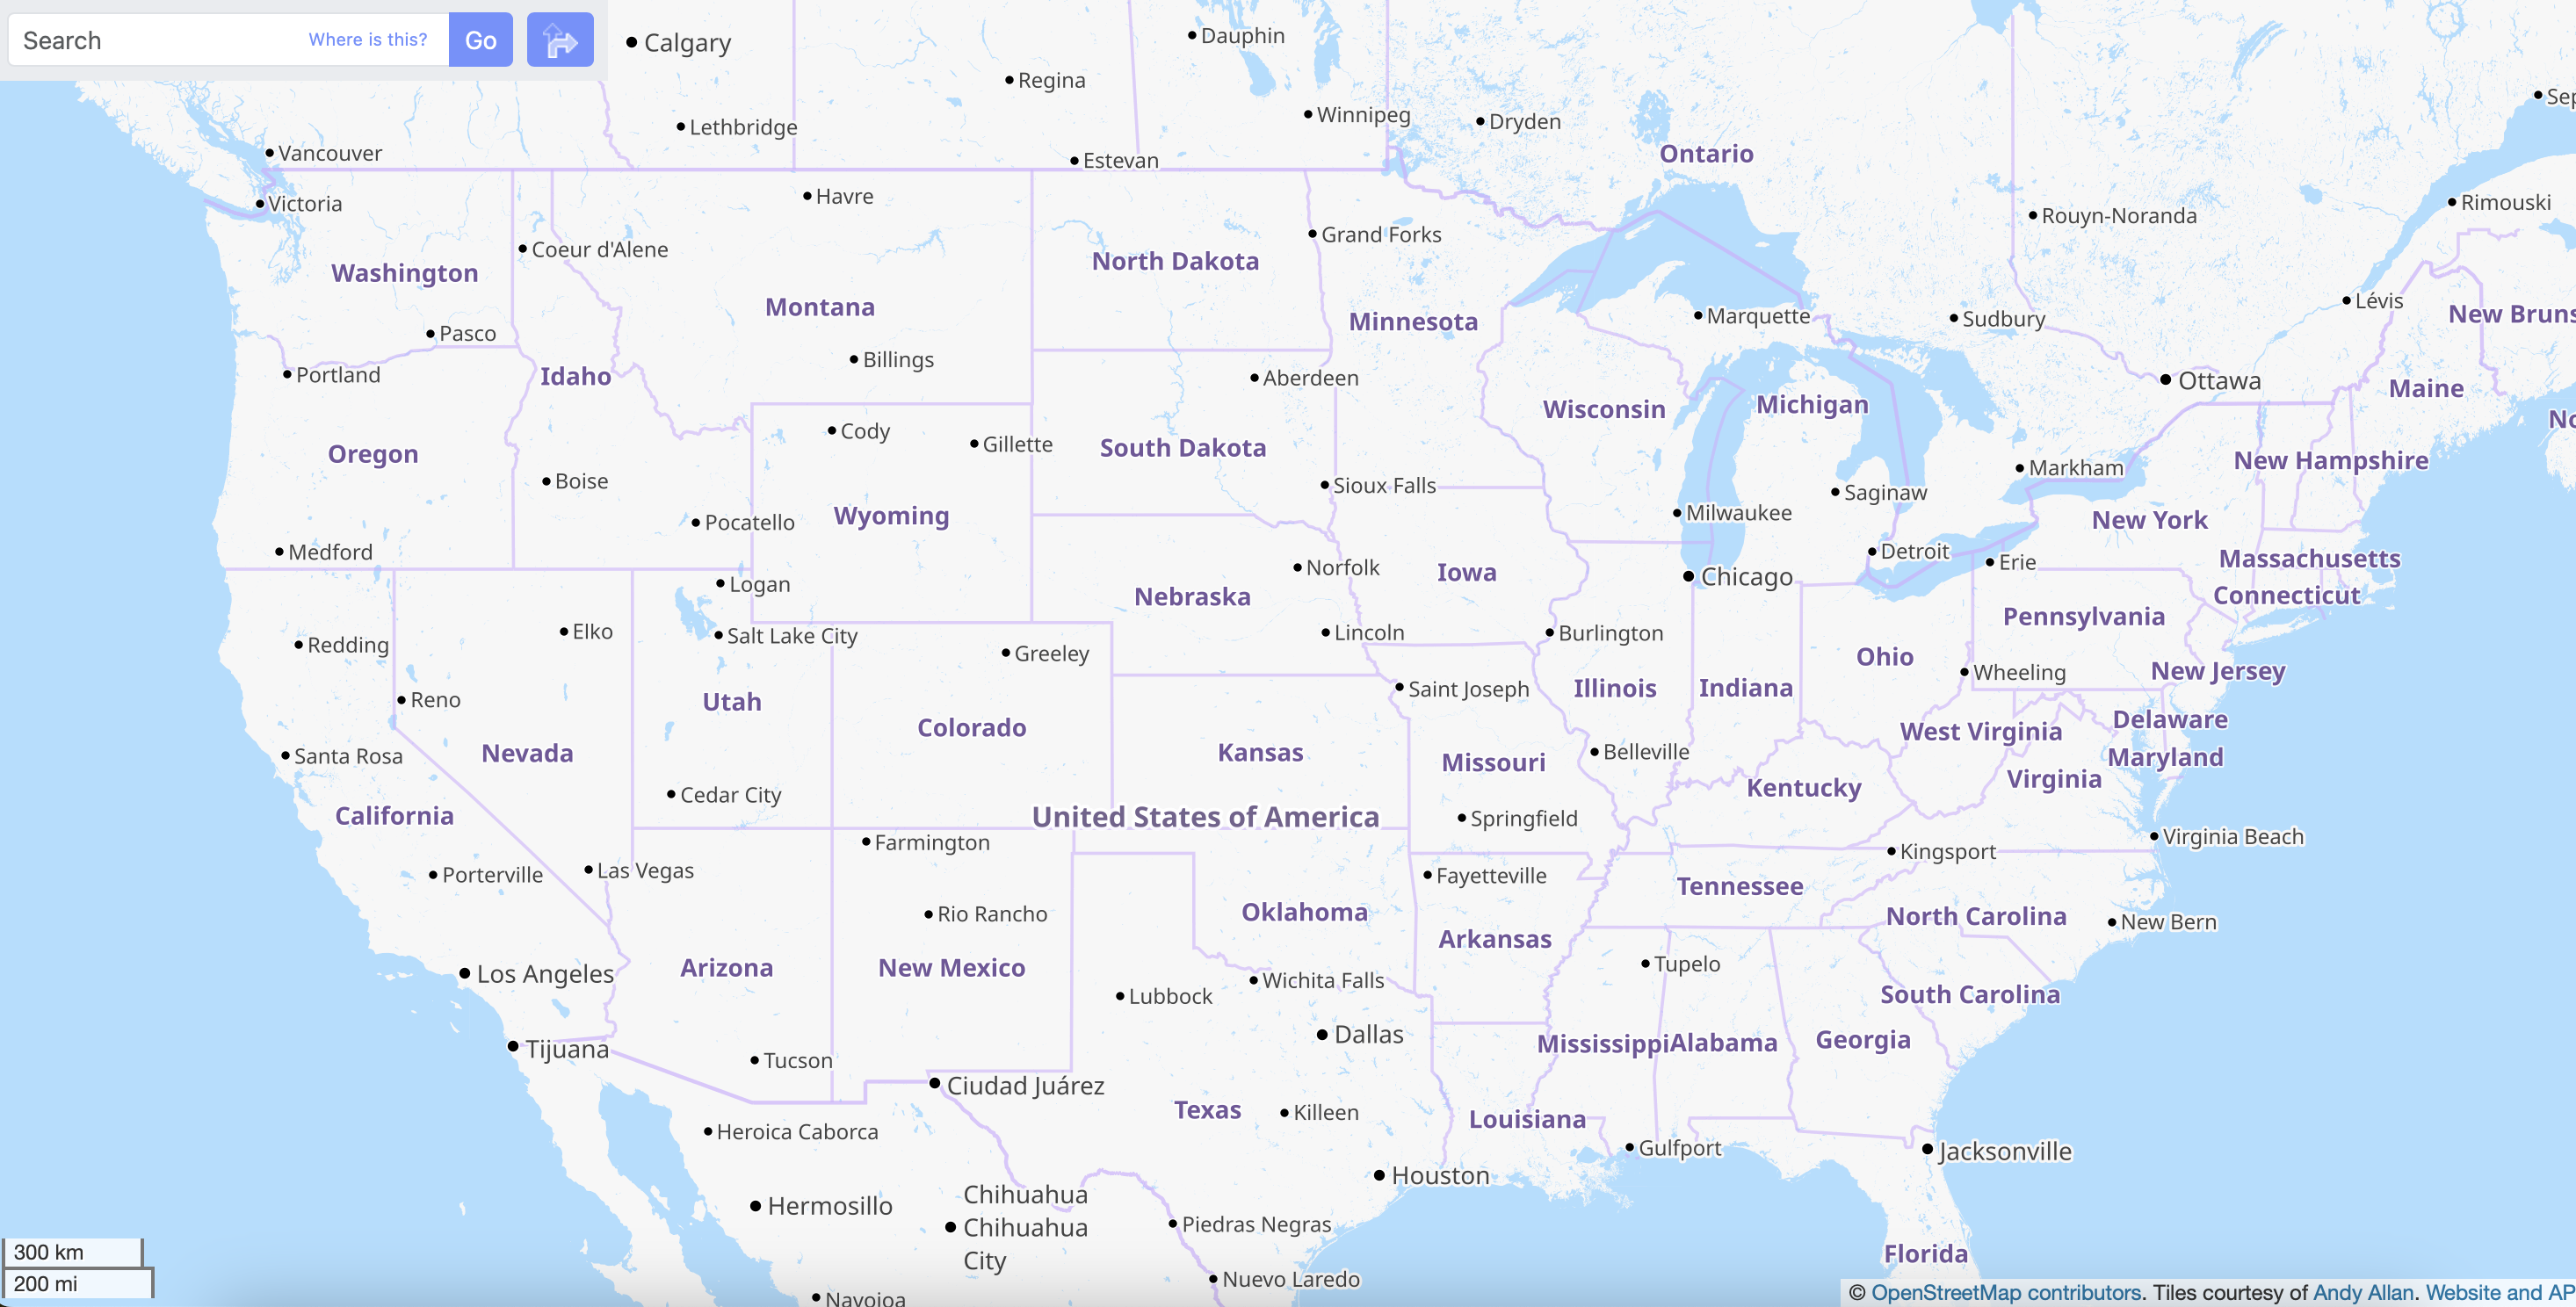 Search Where is this? Go
Calgary
Dauphin
Regina
Winnipeg
Dryden
Lethbridge
Vancouver
Estevan
Ontario
Havre
Victoria
Rimouski
Rouyn-Noranda
Grand Forks
Coeur d'Alene
North Dakota
Washington
Lévis
Montana
New Bruns
Marquette
Sudbury
Minnesota
Pasco
Billings
Portland
Idaho
Aberdeen
Ottawa
Maine
Michigan
Wisconsin
Cody
Gillette
South Dakota
Oregon
New Hampshire
Markham
Boise
Sioux Falls
Saginaw
Milwaukee
Wyoming
Pocatello
New York
Medford
Detroit
Massachusetts
Erie
Norfolk
Iowa
Chicago
Logan
Connecticut
Nebraska
Pennsylvania
Elko
Lincoln
Burlington
Salt Lake City
Redding
Greeley
Ohio
New Jersey
Wheeling
Saint Joseph
Illinois
Indiana
Reno
Utah
Delaware
Colorado
West Virginia
Belleville
Kansas
Nevada
Santa Rosa
Maryland
Missouri
Virginia
Kentucky
Cedar City
California
United States of America
Springfield
Virginia Beach
Farmington
Kingsport
Las Vegas
Porterville
Fayetteville
Tennessee
Oklahoma
Rio Rancho
North Carolina
New Bern
Arkansas
Tupelo
Arizona
New Mexico
Los Angeles
Wichita Falls
South Carolina
Lubbock
Dallas
Georgia
Mississippi
Alabama
Tijuana
Tucson
Ciudad Juárez
Texas
Killeen
Louisiana
Heroica Caborca
Gulfport
Jacksonville
Houston
Hermosillo
Chihuahua
Chihuahua
City
Piedras Negras
300 km
Florida
Nuevo Laredo
200 mi
© OpenStreetMap contributors. Tiles courtesy of Andy Allan. Website and AP
Navojoa